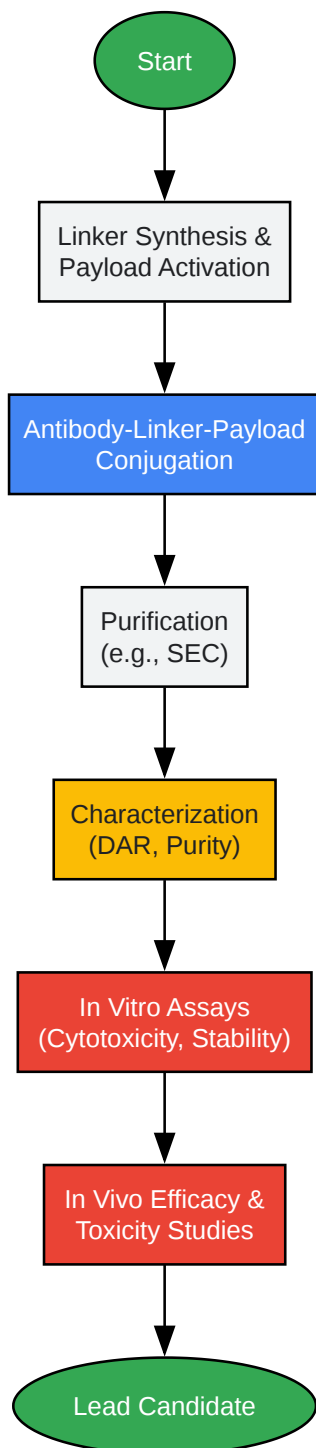 Start
Linker Synthesis &
Payload Activation
Antibody-Linker-Payload
Conjugation
Purification
(e.g., SEC)
Characterization
(DAR, Purity)
In Vitro Assays
(Cytotoxicity, Stability)
In Vivo Efficacy &
Toxicity Studies
Lead Candidate